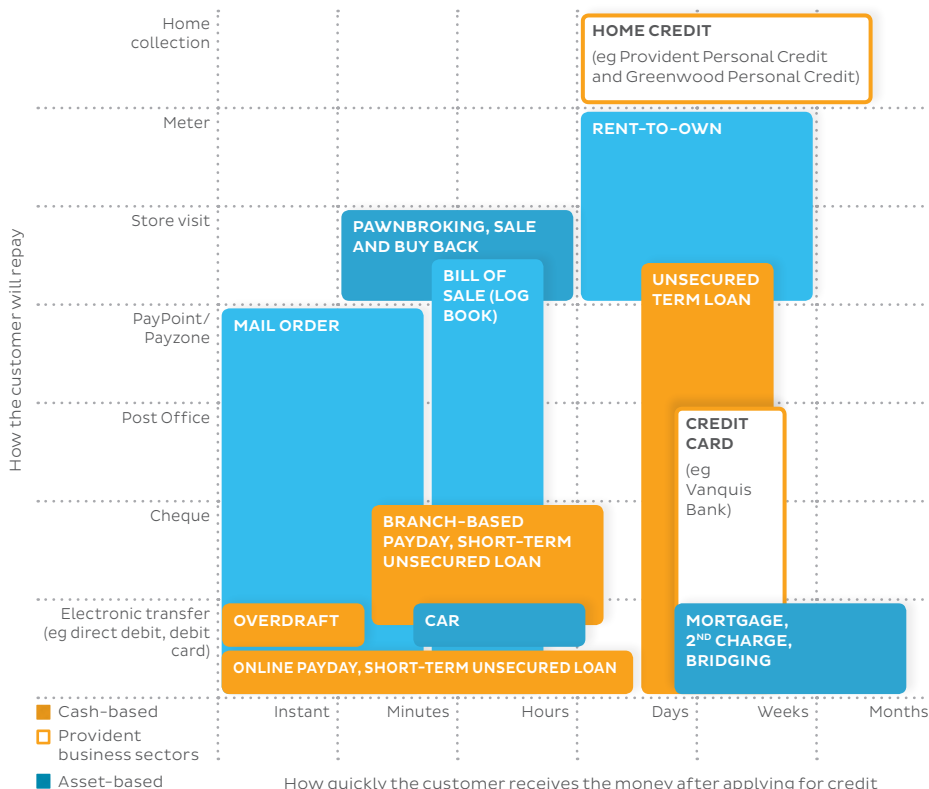 Home
collection
HOME CREDIT
(eg Provident Personal Credit
and Greenwood Personal Credit)
Meter
RENT-TO-OWN
Store visit
PAWNBROKING, SALE
AND BUY BACK
BILL OF
SALE (LOG
BOOK)
UNSECURED
TERM LOAN
PayPoint/
Payzone
MAIL ORDER
Post Office
CREDIT
CARD
(eg
Vanquis
Bank)
Cheque
BRANCH-BASED
PAYDAY, SHORT-TERM
UNSECURED LOAN
Electronic transfer
(eg direct debit, debit
card)
OVERDRAFT
CAR
MORTGAGE,
2ND CHARGE,
BRIDGING
ONLINE PAYDAY, SHORT-TERM UNSECURED LOAN
How the customer will repay
Instant
Minutes
Hours
Days
Weeks
Months
Cash-based
Provident
business sectors
Asset-based
How quickly the customer receives the money after applying for credit